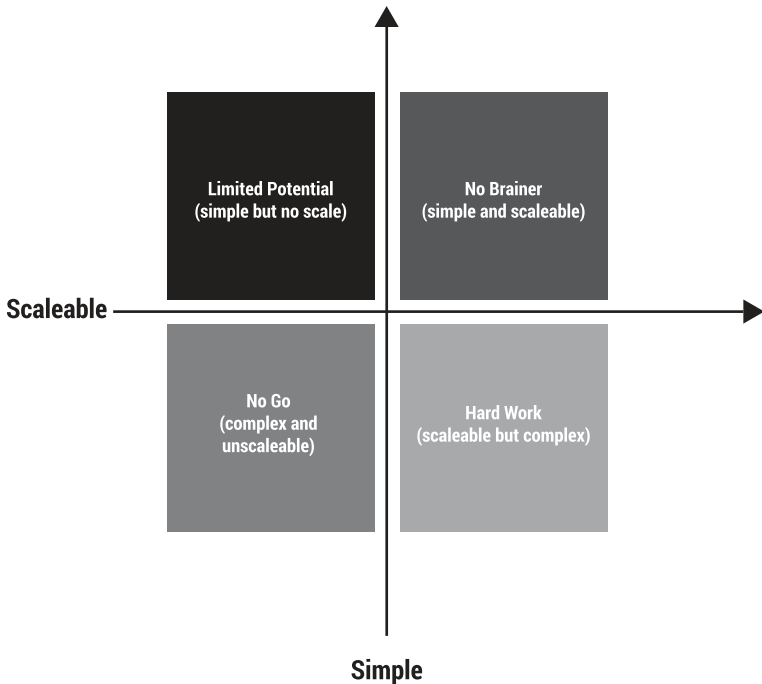 Limited Potential
(simple but no scale)
No Brainer
(simple and scaleable)
Scaleable
No Go
(complex and
unscaleable)
Hard Work
(scaleable but complex)
Simple